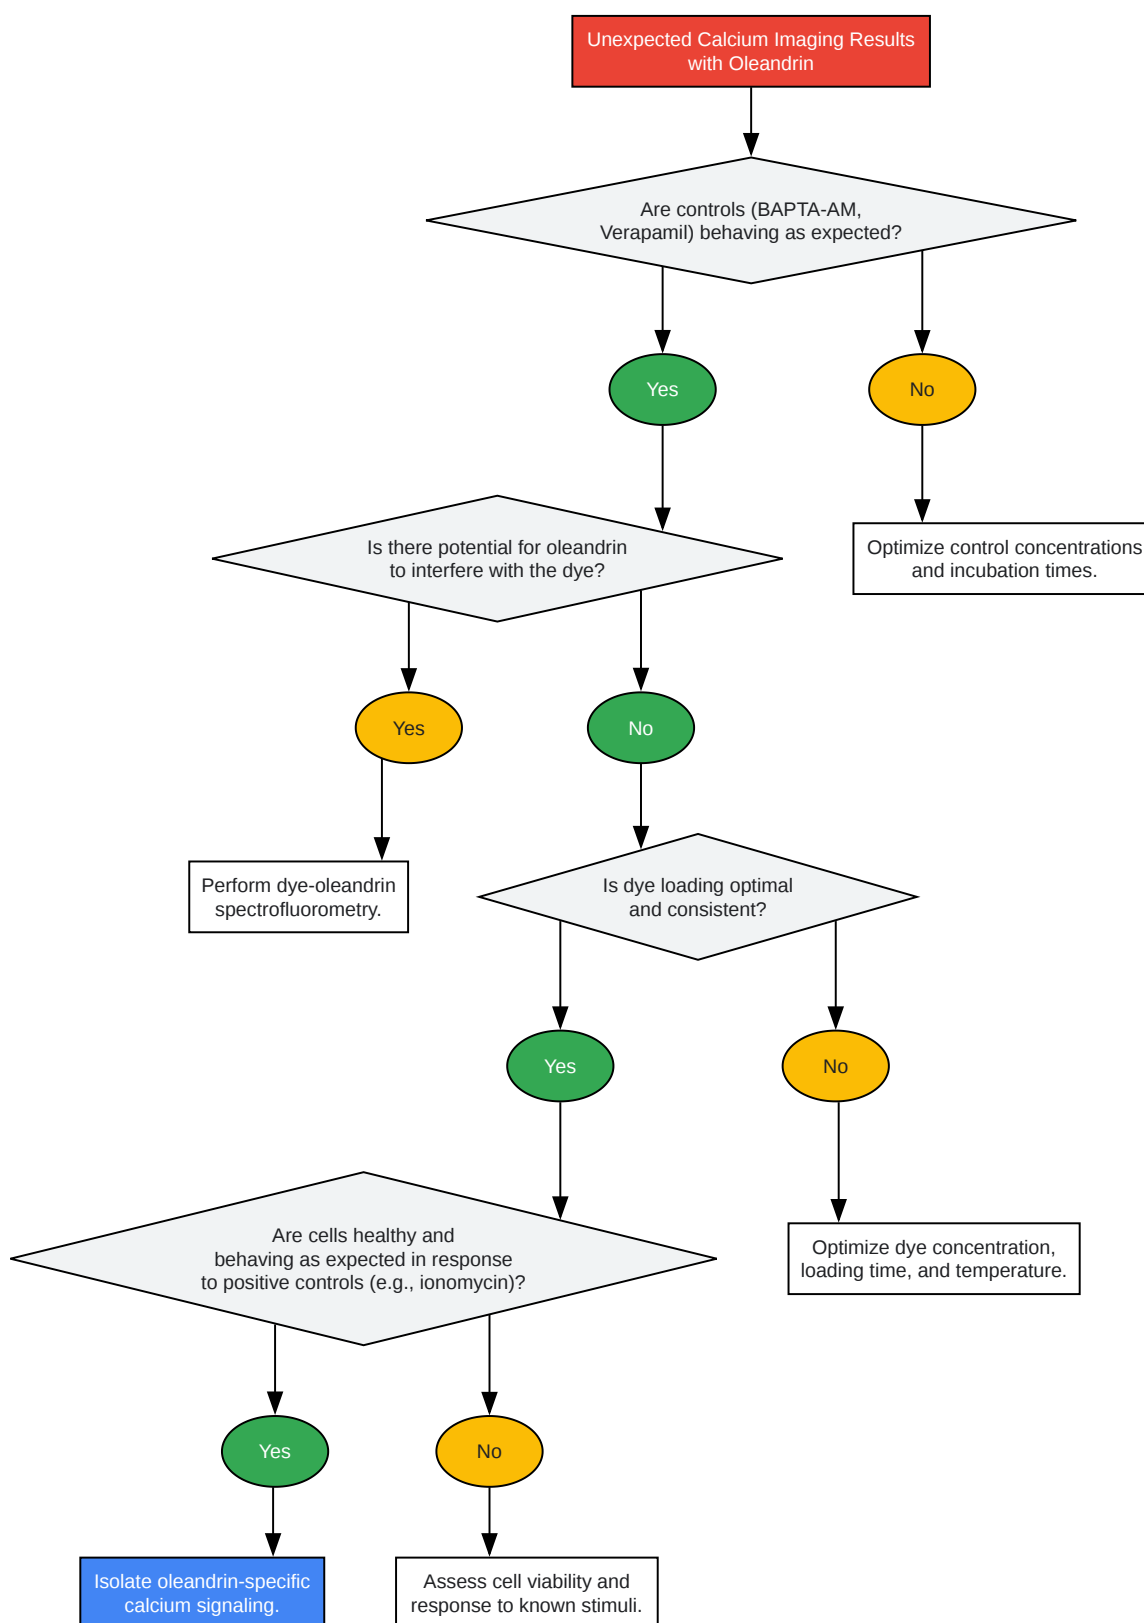 Unexpected Calcium Imaging Results
with Oleandrin
Are controls (BAPTA-AM,
Verapamil) behaving as expected?
Yes
No
Is there potential for oleandrin
to interfere with the dye?
Optimize control concentrations
and incubation times.
Yes
No
Perform dye-oleandrin
spectrofluorometry.
Is dye loading optimal
and consistent?
Yes
No
Are cells healthy and
behaving as expected in response
to positive controls (e.g., ionomycin)?
Optimize dye concentration,
loading time, and temperature.
Yes
No
Isolate oleandrin-specific
calcium signaling.
Assess cell viability and
response to known stimuli.